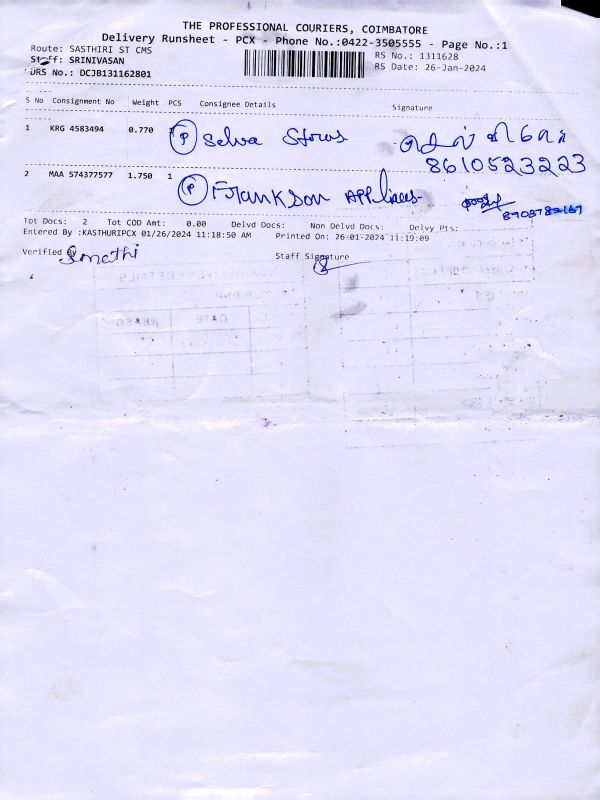 THE PROFESSIONAL COURIERS, COIMBATORE
Delivery Runsheet - PCX - Phone No.:0422-3505555 - Page No.:1
Route: SASTHIRI ST CMS
RS No.: 1311628
Staff: SRINIVASAN
RS Date: 26-Jan-2024
DRS No.: DCJB131162801
S No Consignment No Weight PCS Consignee Details Signature
1 KRG 4583494 0.770 P Selva Stores
8610523223
2 MAA 574377577 1.750 1 P Frankson Appliances
8903782167
Tot Docs: 2 Tot COD Amt: 0.00 Delvd Docs: Non Delvd Docs: Delvy Pts:
Entered By :KASTHURIPCX 01/26/2024 11:18:50 AM Printed On: 26-01-2024 11:19:09
Verified By Staff Signature